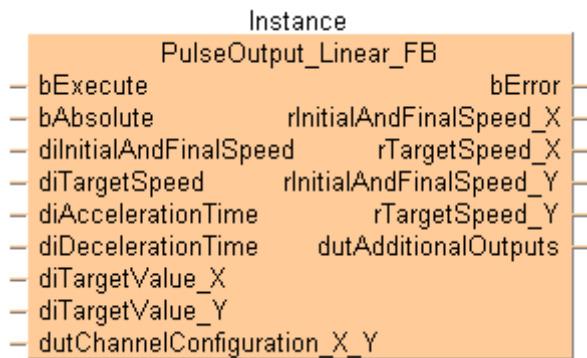 Instance
PulseOutput_Linear_FB
bExecute bError
bAbsolute rInitialAndFinalSpeed_X
diInitialAndFinalSpeed rTargetSpeed_X
diTargetSpeed rInitialAndFinalSpeed_Y
diAccelerationTime rTargetSpeed_Y
diDecelerationTime dutAdditionalOutputs
diTargetValue_X
diTargetValue_Y
dutChannelConfiguration_X_Y